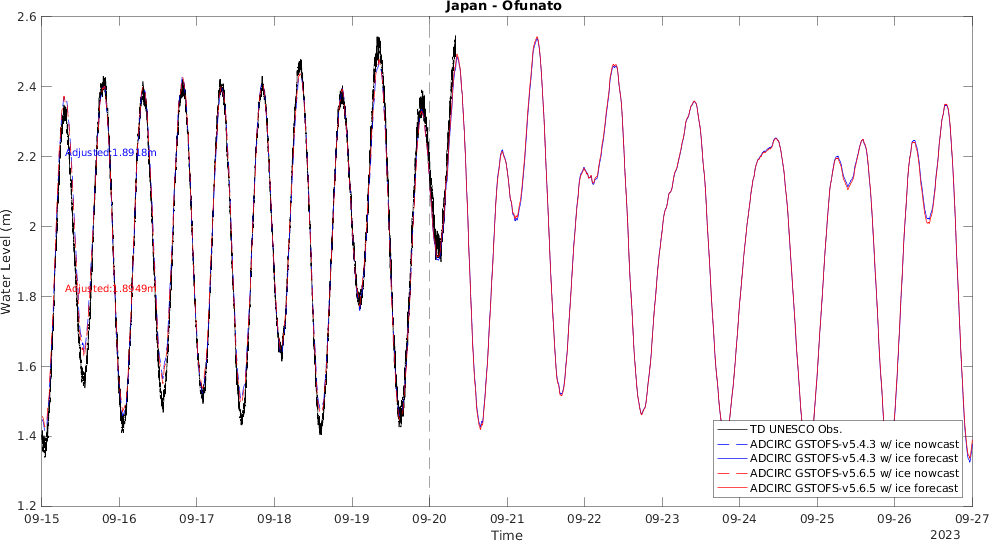 Japan - Ofunato
2.6
2.4
2.2
2
1.8
1.6
1.4
1.2
Water Level (m)
Adjusted:1.8918m
Adjusted:1.8949m
TD UNESCO Obs.
ADCIRC GSTOFS-v5.4.3 w/ ice nowcast
ADCIRC GSTOFS-v5.4.3 w/ ice forecast
ADCIRC GSTOFS-v5.6.5 w/ ice nowcast
ADCIRC GSTOFS-v5.6.5 w/ ice forecast
09-15 09-16 09-17 09-18 09-19 09-20 09-21 09-22 09-23 09-24 09-25 09-26 09-27
Time
2023